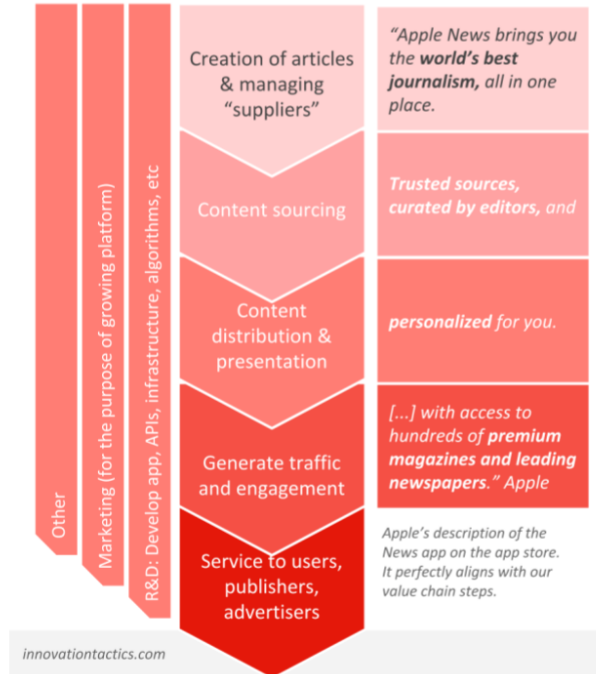 Other
Marketing (for the purpose of growing platform)
R&D: Develop app, APIs, infrastructure, algorithms, etc
Creation of articles
& managing
“suppliers”
“Apple News brings you
the world’s best
journalism, all in one
place.
Content sourcing
Trusted sources,
curated by editors, and
Content
distribution &
presentation
personalized for you.
Generate traffic
and engagement
[...] with access to
hundreds of premium
magazines and leading
newspapers.” Apple
Service to users,
publishers,
advertisers
Apple’s description of the
News app on the app store.
It perfectly aligns with our
value chain steps.
innovationtactics.com